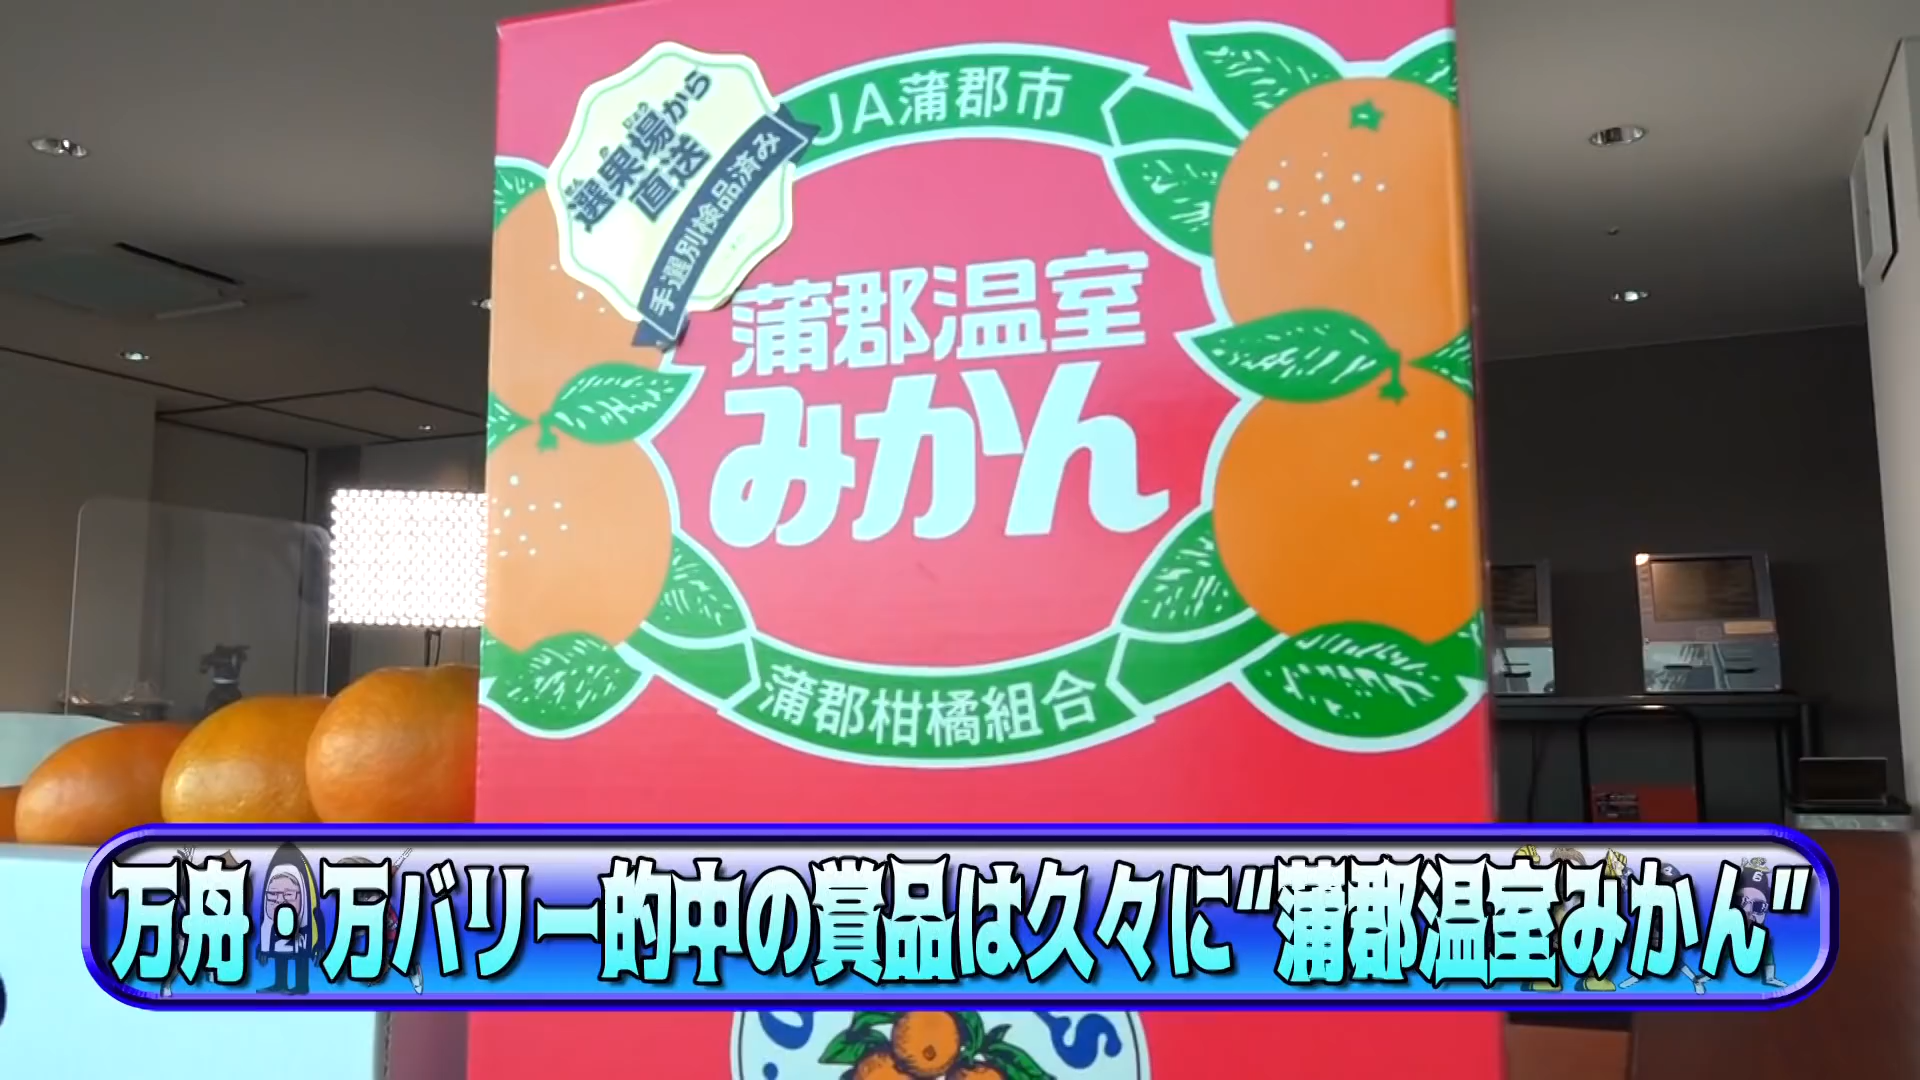 選果場から
直送
手選別検品済み
JA蒲郡市
蒲郡温室
みかん
蒲郡柑橘組合
万舟・万バリー的中の賞品は久々に“蒲郡温室みかん”